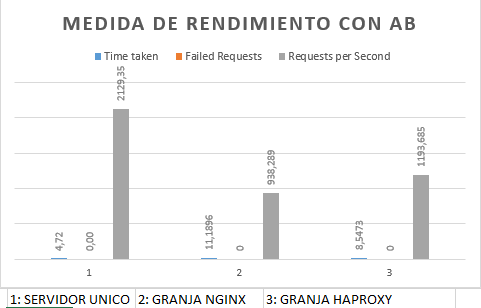 MEDIDA DE RENDIMIENTO CON AB
Time taken Failed Requests Requests per Second
4,72 0,00 2129,35 11,1896 0 938,289 8,5473 0 1193,685
1 2 3
1: SERVIDOR UNICO 2: GRANJA NGINX 3: GRANJA HAPROXY